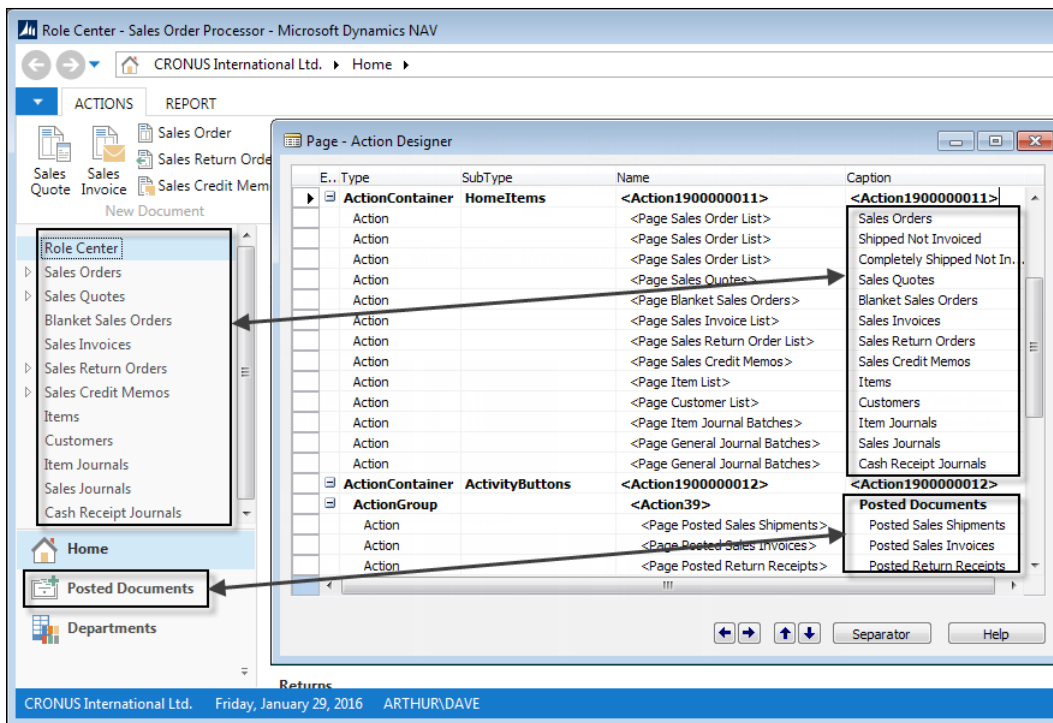 Role Center - Sales Order Processor - Microsoft Dynamics NAV
CRONUS International Ltd. Home
ACTIONS REPORT
Sales Quote
Sales Invoice
Sales Order
Sales Return Orde
Sales Credit Mem
New Document
Role Center
Sales Orders
Sales Quotes
Blanket Sales Orders
Sales Invoices
Sales Return Orders
Sales Credit Memos
Items
Customers
Item Journals
Sales Journals
Cash Receipt Journals
Home
Posted Documents
Departments
Page - Action Designer
E.. Type SubType Name Caption
ActionContainer HomeItems <Action1900000011> <Action1900000011>
Action <Page Sales Order List> Sales Orders
Action <Page Sales Order List> Shipped Not Invoiced
Action <Page Sales Order List> Completely Shipped Not In...
Action <Page Sales Quotes> Sales Quotes
Action <Page Blanket Sales Orders> Blanket Sales Orders
Action <Page Sales Invoice List> Sales Invoices
Action <Page Sales Return Order List> Sales Return Orders
Action <Page Sales Credit Memos> Sales Credit Memos
Action <Page Item List> Items
Action <Page Customer List> Customers
Action <Page Item Journal Batches> Item Journals
Action <Page General Journal Batches> Sales Journals
Action <Page General Journal Batches> Cash Receipt Journals
ActionContainer ActivityButtons <Action1900000012> <Action1900000012>
ActionGroup <Action39> Posted Documents
Action <Page Posted Sales Shipments> Posted Sales Shipments
Action <Page Posted Sales Invoices> Posted Sales Invoices
Action <Page Posted Return Receipts> Posted Return Receipts
Separator Help
Returns
CRONUS International Ltd. Friday, January 29, 2016 ARTHUR\DAVE